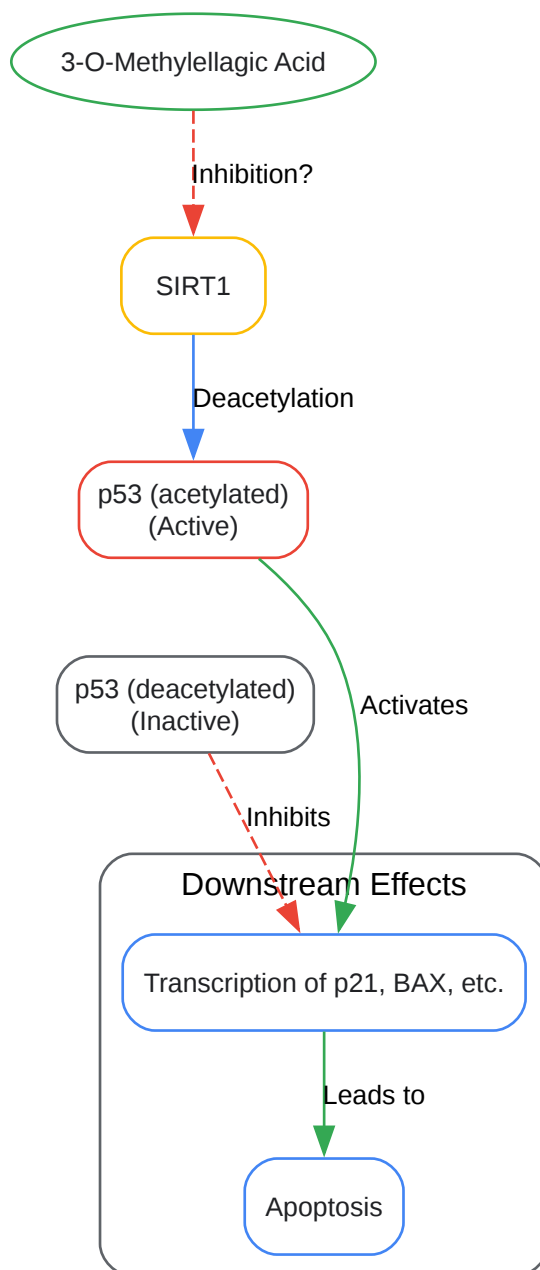 3-O-Methylellagic Acid
Inhibition?
SIRT1
Deacetylation
p53 (acetylated)
(Active)
p53 (deacetylated)
(Inactive)
Activates
Inhibits
Downstream Effects
Transcription of p21, BAX, etc.
Leads to
Apoptosis